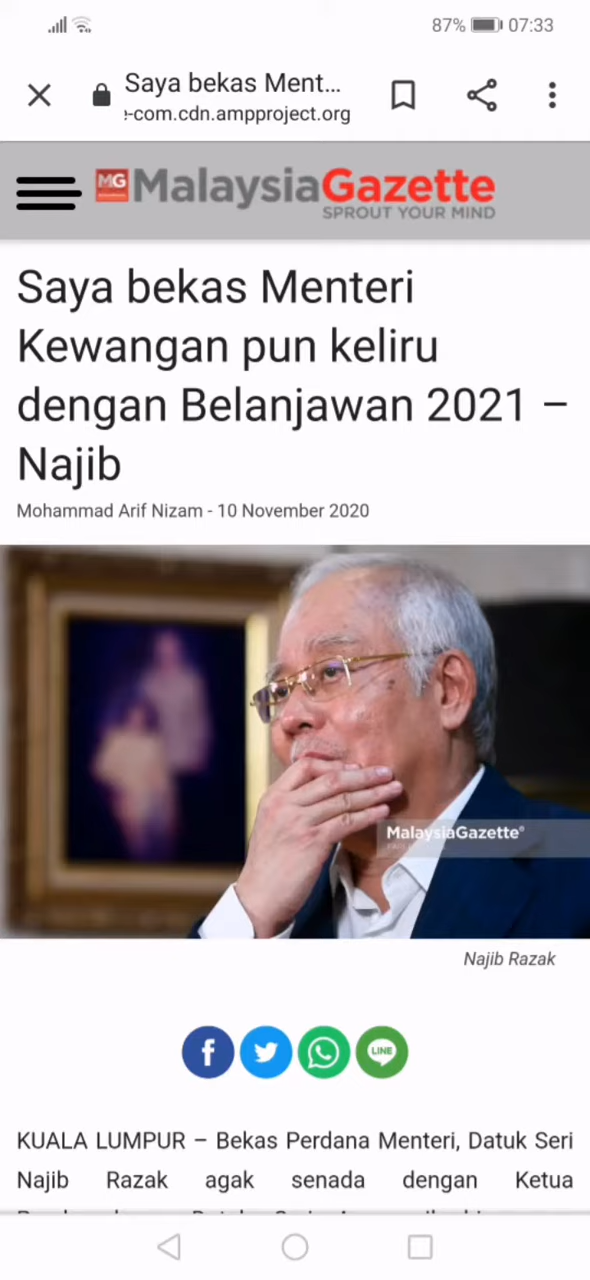 87% 07:33
Saya bekas Ment...
e-com.cdn.ampproject.org
MG MalaysiaGazette
SPROUT YOUR MIND
Saya bekas Menteri
Kewangan pun keliru
dengan Belanjawan 2021 –
Najib
Mohammad Arif Nizam - 10 November 2020
MalaysiaGazette
Najib Razak
LINE
KUALA LUMPUR – Bekas Perdana Menteri, Datuk Seri
Najib Razak agak senada dengan Ketua